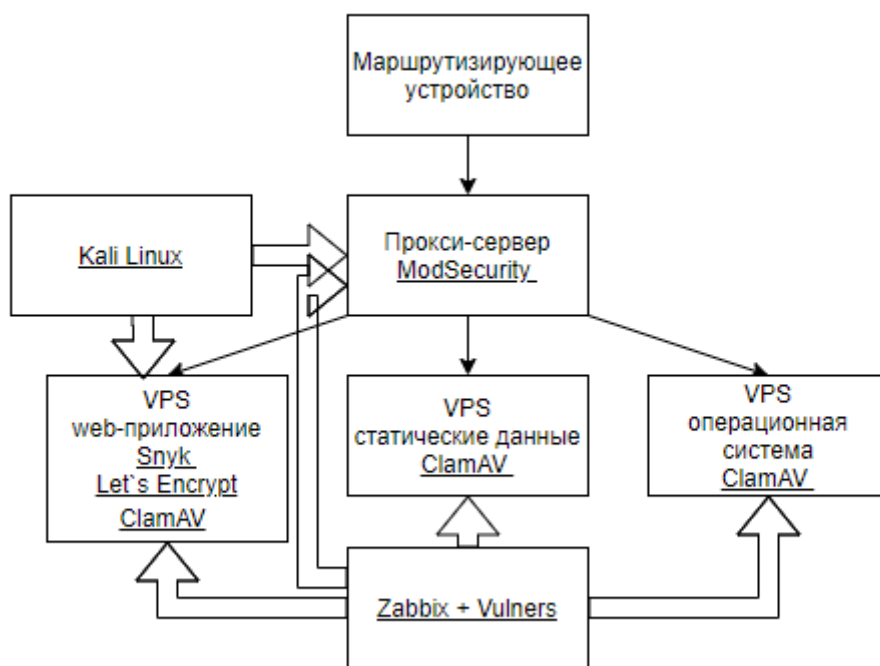 Маршрутизирующее
устройство
Kali Linux
Прокси-сервер
ModSecurity
VPS
web-приложение
Snyk
Let`s Encrypt
ClamAV
VPS
статические данные
ClamAV
VPS
операционная
система
ClamAV
Zabbix + Vulners